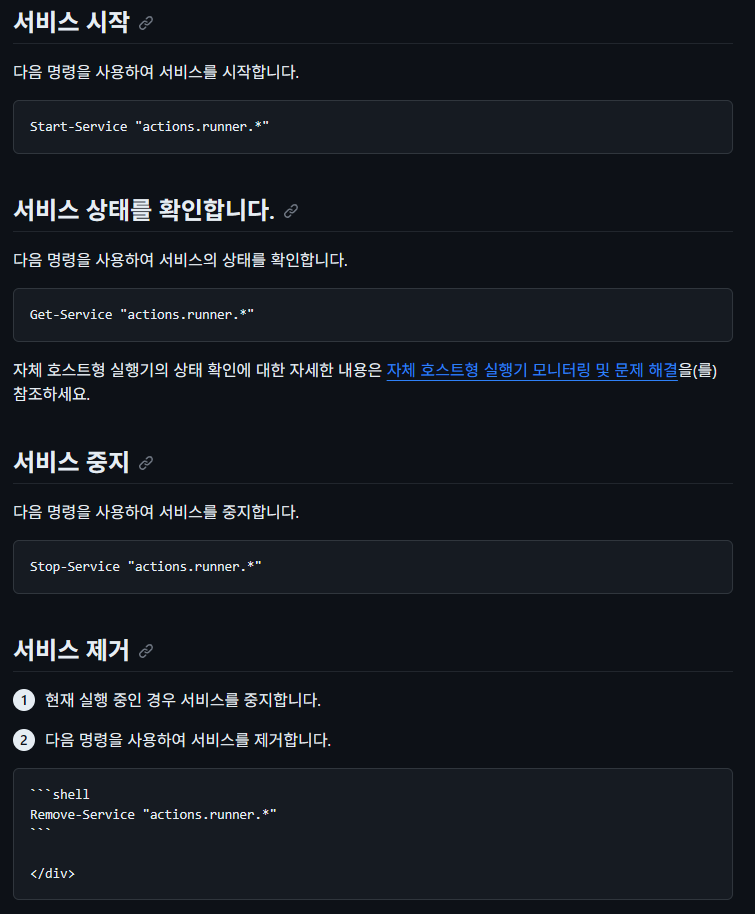 서비스 시작
다음 명령을 사용하여 서비스를 시작합니다.
Start-Service "actions.runner.*"
서비스 상태를 확인합니다.
다음 명령을 사용하여 서비스의 상태를 확인합니다.
Get-Service "actions.runner.*"
자체 호스트형 실행기의 상태 확인에 대한 자세한 내용은 자체 호스트형 실행기 모니터링 및 문제 해결을(를)
참조하세요.
서비스 중지
다음 명령을 사용하여 서비스를 중지합니다.
Stop-Service "actions.runner.*"
서비스 제거
1 현재 실행 중인 경우 서비스를 중지합니다.
2 다음 명령을 사용하여 서비스를 제거합니다.
```shell
Remove-Service "actions.runner.*"
```
</div>